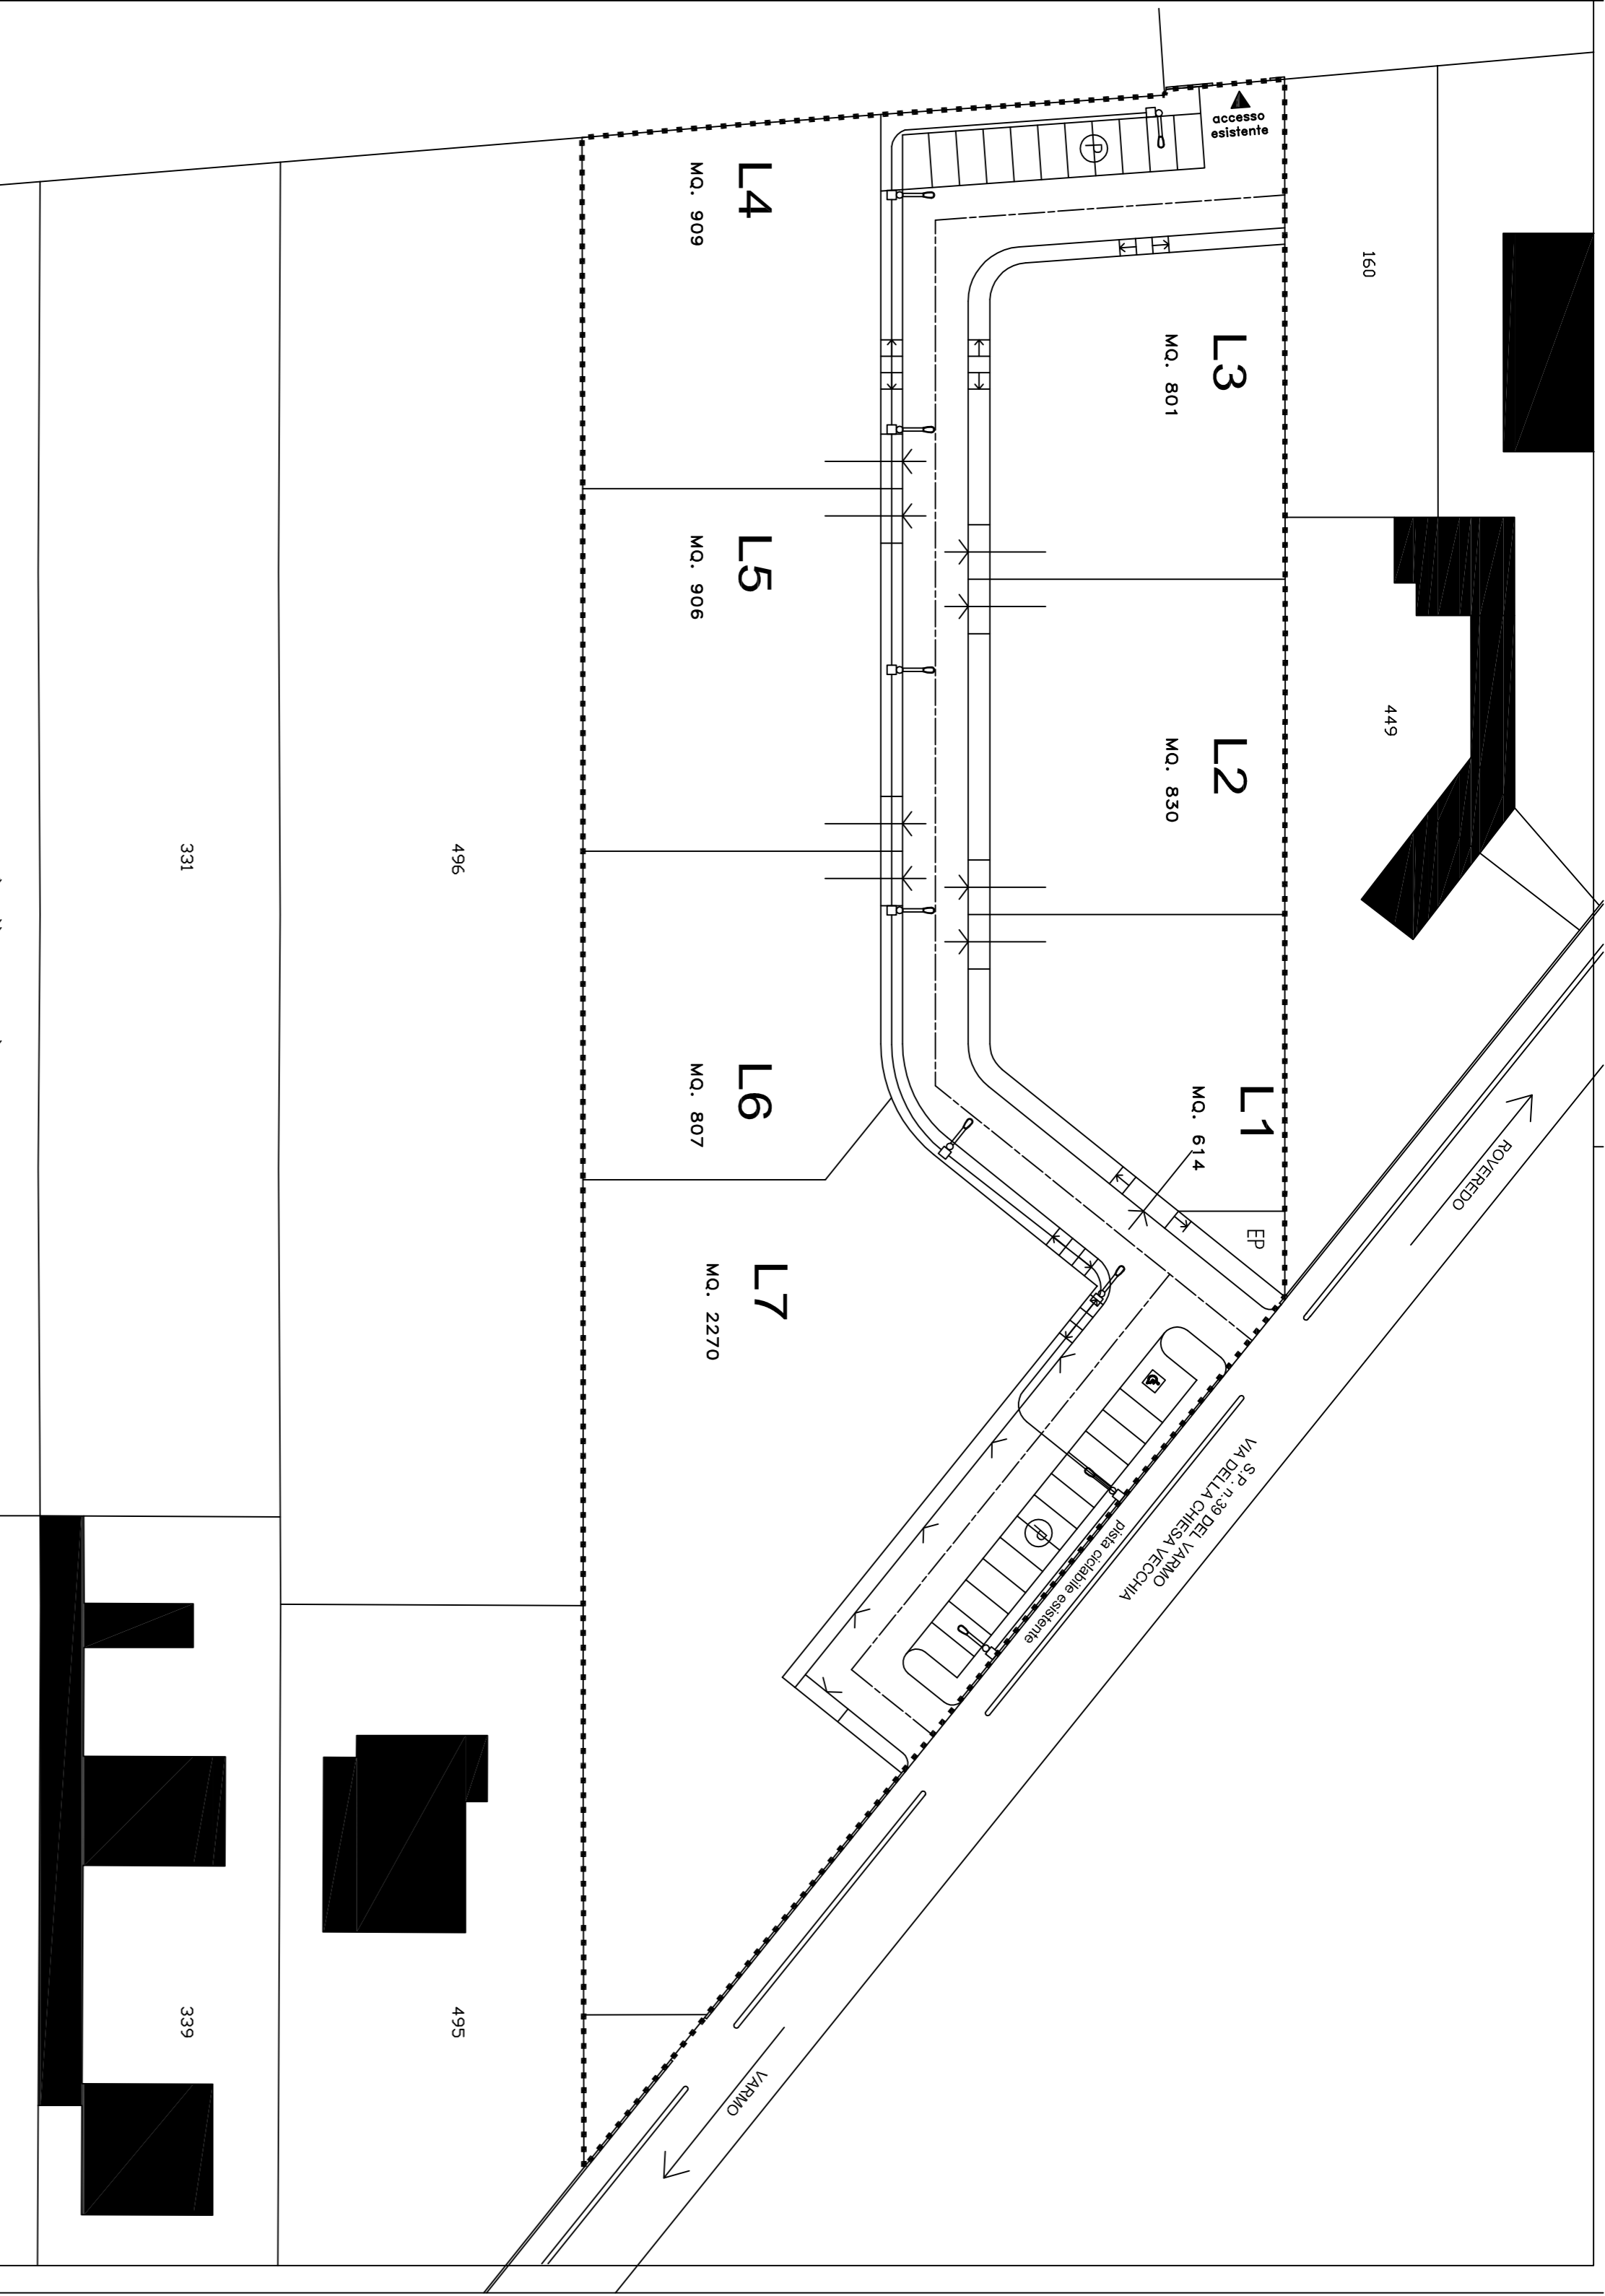 accesso
esistente
P
160
L4
MQ. 909
L3
MQ. 801
L5
MQ. 906
L2
MQ. 830
449
L6
MQ. 807
L1
MQ. 614
EP
L7
MQ. 2270
331
496
ROVEREDO
S.P. n.39 DEL VARMO
VIA DELLA CHIESA VECCHIA
pista ciclabile esistente
P
VARMO
339
495